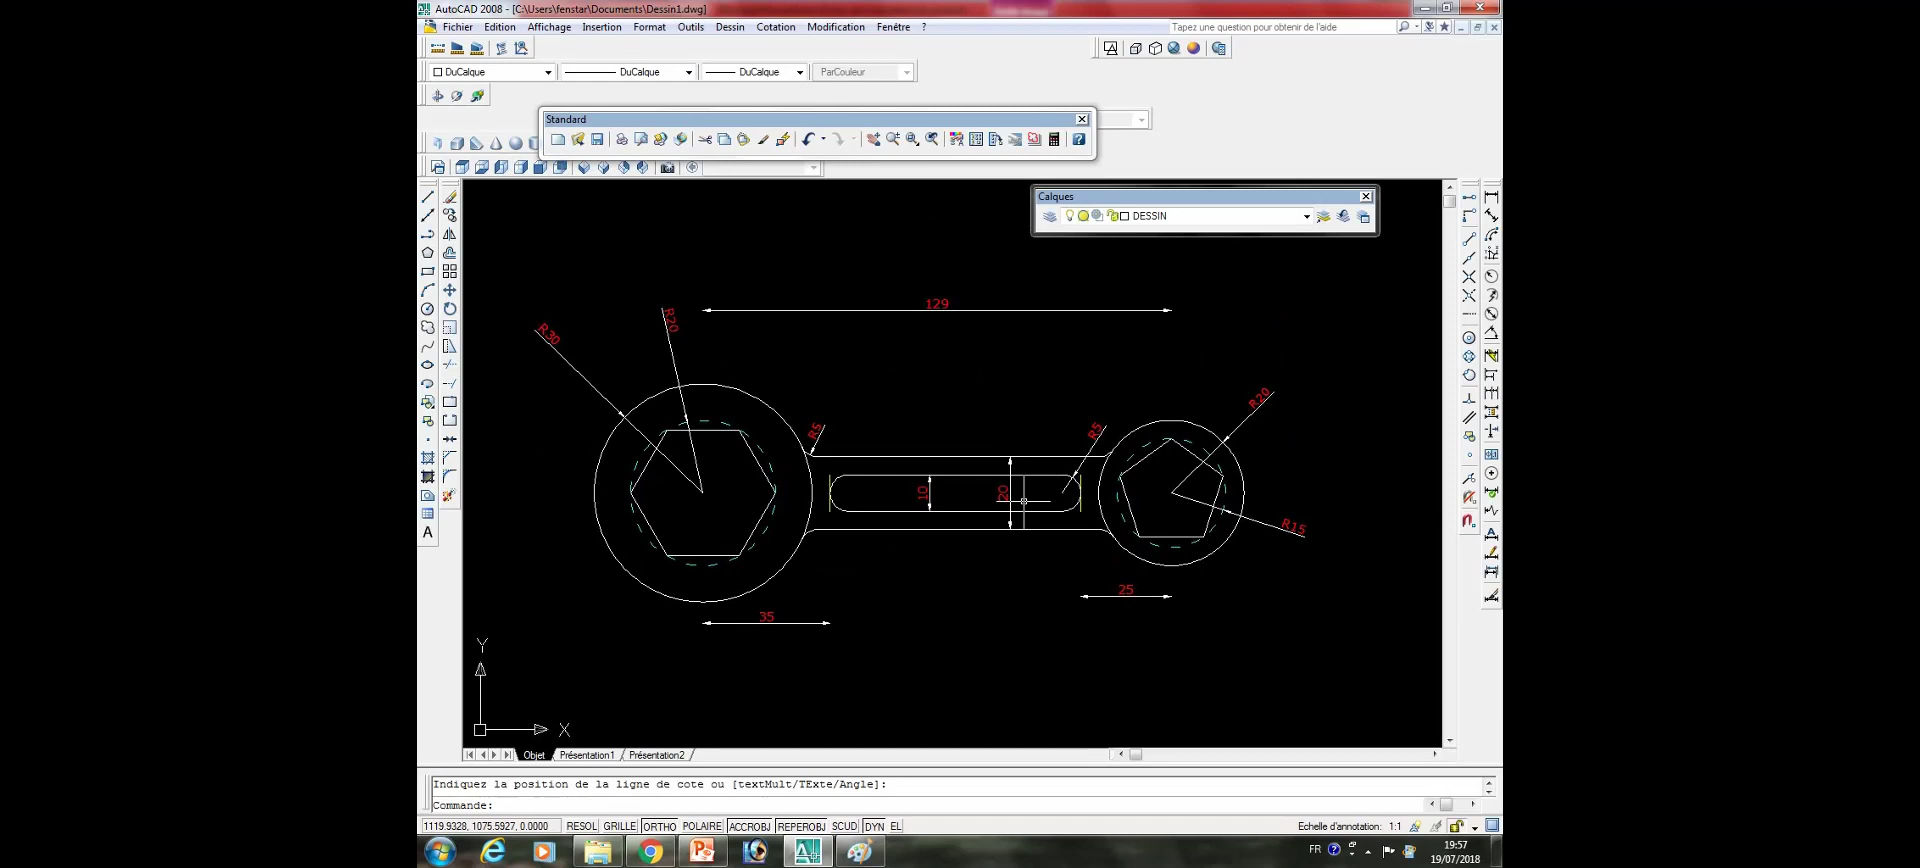 AutoCAD 2008 - [C:\Users\fenstar\Documents\Dessin1.dwg]
Fichier Edition Affichage Insertion Format Outils Dessin Cotation Modification Fenêtre ?
Tapez une question pour obtenir de l'aide
DuCalque DuCalque DuCalque ParCouleur
Standard
Calques
DESSIN
129
R20
R30
R20
R5
R5
10
20
R15
25
35
Y
X
Objet Présentation1 Présentation2
Indiquez la position de la ligne de cote ou [textMult/TExte/Angle]:
Commande:
1119.9328, 1075.5927, 0.0000 RESOL GRILLE ORTHO POLAIRE ACCROBJ REPEROBJ SCUD DYN EL
Echelle d'annotation: 1:1
FR
19:57
19/07/2018